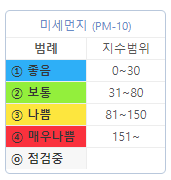 미세먼지 (PM-10)
범례 지수범위
① 좋음 0~30
② 보통 31~80
③ 나쁨 81~150
④ 매우나쁨 151~
◎ 점검중